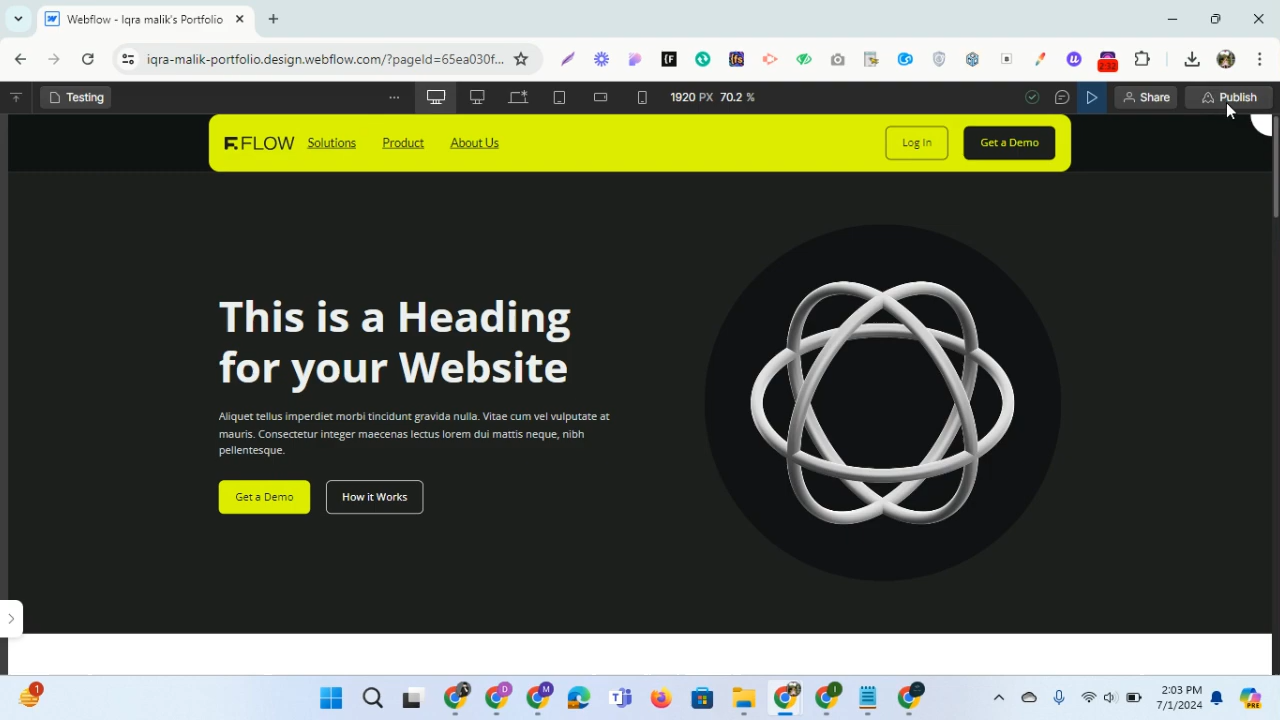 Webflow - Iqra malik's Portfolio
iqra-malik-portfolio.design.webflow.com/?pageId=65ea030f...
2:32
Testing
1920 PX 70.2 %
Share
Publish
FLOW
Solutions
Product
About Us
Log In
Get a Demo
This is a Heading
for your Website
Aliquet tellus imperdiet morbi tincidunt gravida nulla. Vitae cum vel vulputate at
mauris. Consectetur integer maecenas lectus lorem dui mattis neque, nibh
pellentesque.
Get a Demo
How it Works
1
2:03 PM
7/1/2024